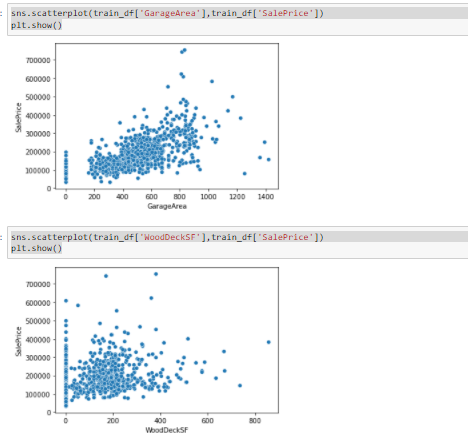 sns.scatterplot(train_df['GarageArea'],train_df['SalePrice'])
plt.show()
700000
600000
500000
400000
300000
200000
100000
0
SalePrice
0 200 400 600 800 1000 1200 1400
GarageArea
sns.scatterplot(train_df['WoodDeckSF'],train_df['SalePrice'])
plt.show()
700000
600000
500000
400000
300000
200000
100000
0
SalePrice
0 200 400 600 800
WoodDeckSF